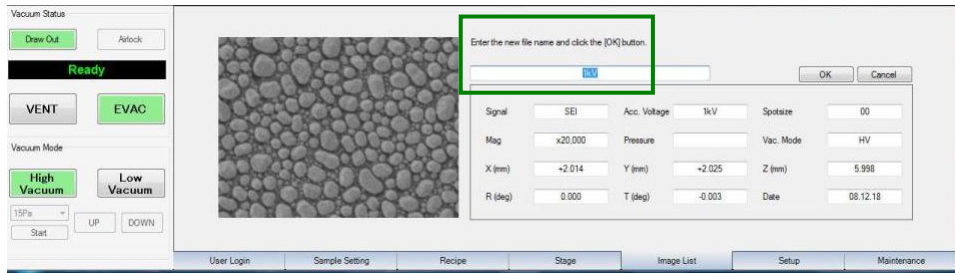 Vacuum Status
Draw Out Airlock
Ready
VENT EVAC
Vacuum Mode
High Vacuum Low Vacuum
15Pa UP DOWN
Start
Enter the new file name and click the [OK] button.
1kV OK Cancel
Signal SEI Acc. Voltage 1kV Spotsize 00
Mag x20,000 Pressure Vac. Mode HV
X (mm) +2.014 Y (mm) +2.025 Z (mm) 5.998
R (deg) 0.000 T (deg) -0.003 Date 08.12.18
User Login Sample Setting Recipe Stage Image List Setup Maintenance